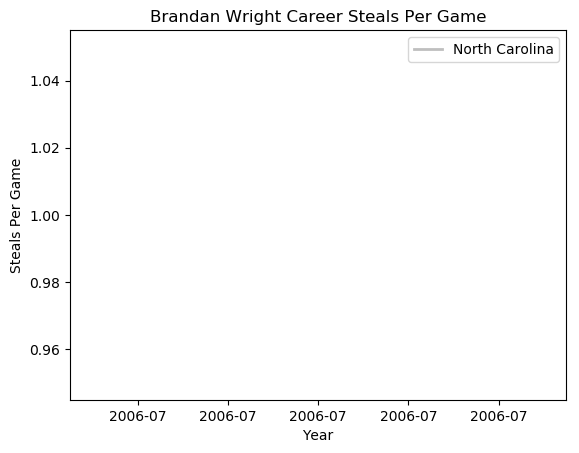 Brandan Wright Career Steals Per Game
North Carolina
1.04
1.02
1.00
0.98
0.96
Steals Per Game
2006-07 2006-07 2006-07 2006-07 2006-07
Year